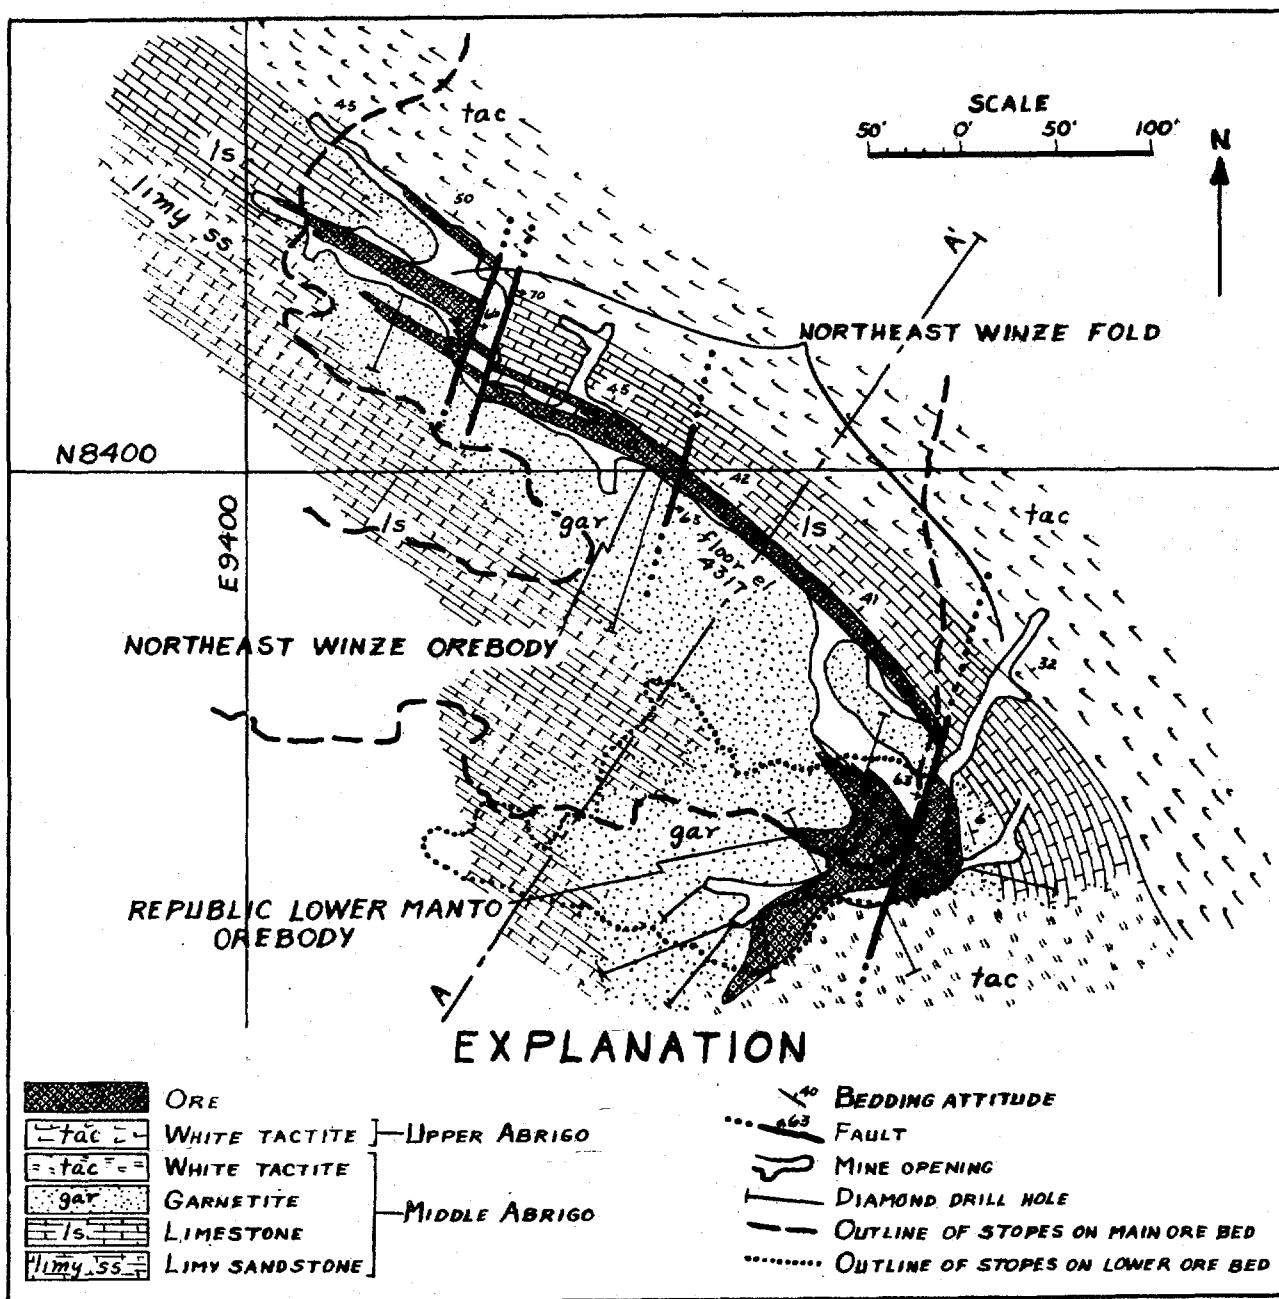 SCALE
50' 0' 50' 100'
N
45
tac
ls
limy ss
50
A'
70
NORTHEAST WINZE FOLD
45
N8400
E9400
42
ls
gar
ls
65
floor el
4317
tac
41
NORTHEAST WINZE OREBODY
32
63
gar
REPUBLIC LOWER MANTO
OREBODY
A
tac
EXPLANATION
ORE
tac WHITE TACTITE UPPER ABRIGO
tac WHITE TACTITE
gar GARNETITE
MIDDLE ABRIGO
ls LIMESTONE
limy ss LIMY SANDSTONE
40 BEDDING ATTITUDE
63 FAULT
MINE OPENING
DIAMOND DRILL HOLE
OUTLINE OF STOPES ON MAIN ORE BED
OUTLINE OF STOPES ON LOWER ORE BED